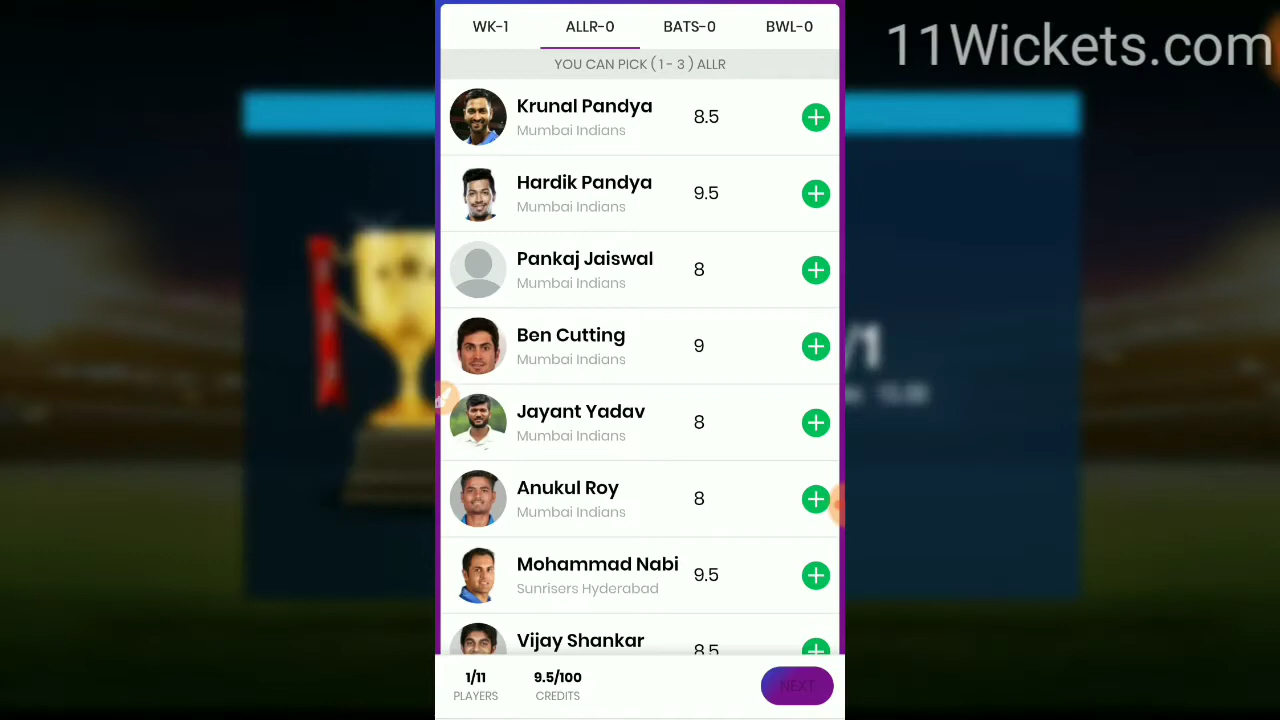 11Wickets.com
WK-1 ALLR-0 BATS-0 BWL-0
YOU CAN PICK ( 1 - 3 ) ALLR
Krunal Pandya 8.5
Mumbai Indians
Hardik Pandya 9.5
Mumbai Indians
Pankaj Jaiswal 8
Mumbai Indians
Ben Cutting 9
Mumbai Indians
Jayant Yadav 8
Mumbai Indians
Anukul Roy 8
Mumbai Indians
Mohammad Nabi 9.5
Sunrisers Hyderabad
Vijay Shankar 8.5
1/11 9.5/100
PLAYERS CREDITS
NEXT